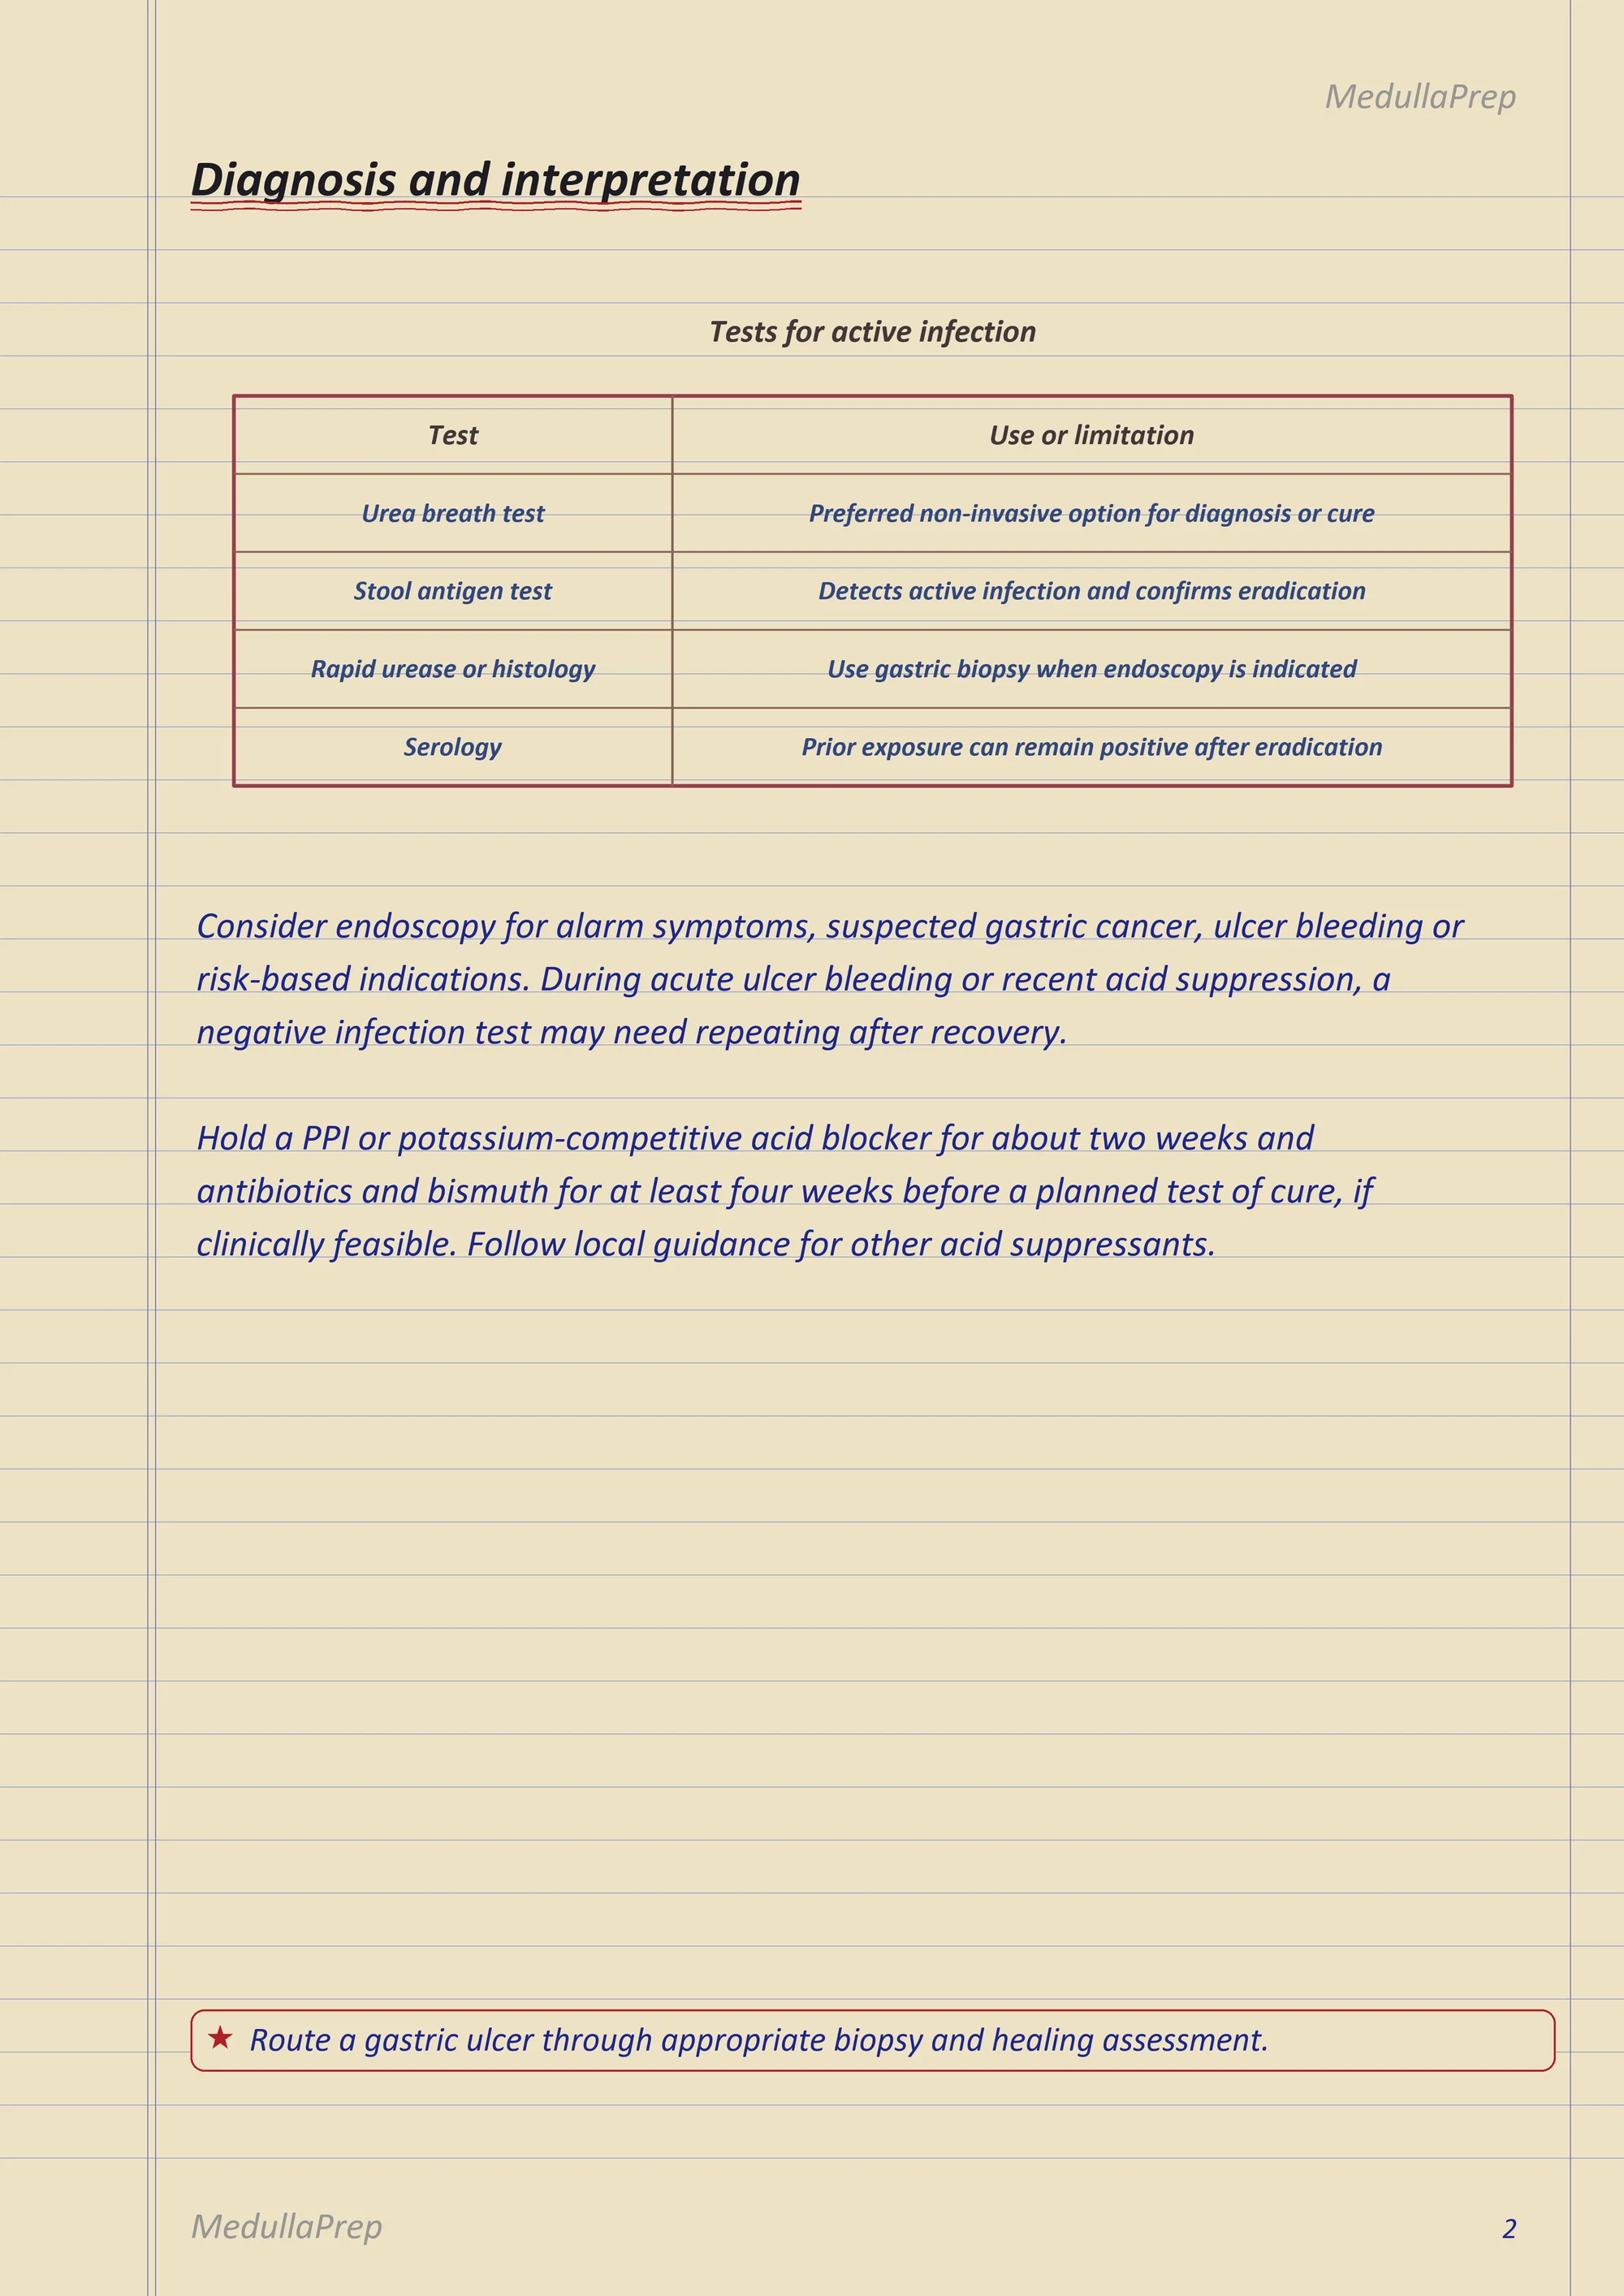 MedullaPrep
Diagnosis and interpretation
Tests for active infection
Test Use or limitation
Urea breath test Preferred non-invasive option for diagnosis or cure
Stool antigen test Detects active infection and confirms eradication
Rapid urease or histology Use gastric biopsy when endoscopy is indicated
Serology Prior exposure can remain positive after eradication
Consider endoscopy for alarm symptoms, suspected gastric cancer, ulcer bleeding or
risk-based indications. During acute ulcer bleeding or recent acid suppression, a
negative infection test may need repeating after recovery.
Hold a PPI or potassium-competitive acid blocker for about two weeks and
antibiotics and bismuth for at least four weeks before a planned test of cure, if
clinically feasible. Follow local guidance for other acid suppressants.
★ Route a gastric ulcer through appropriate biopsy and healing assessment.
MedullaPrep 2